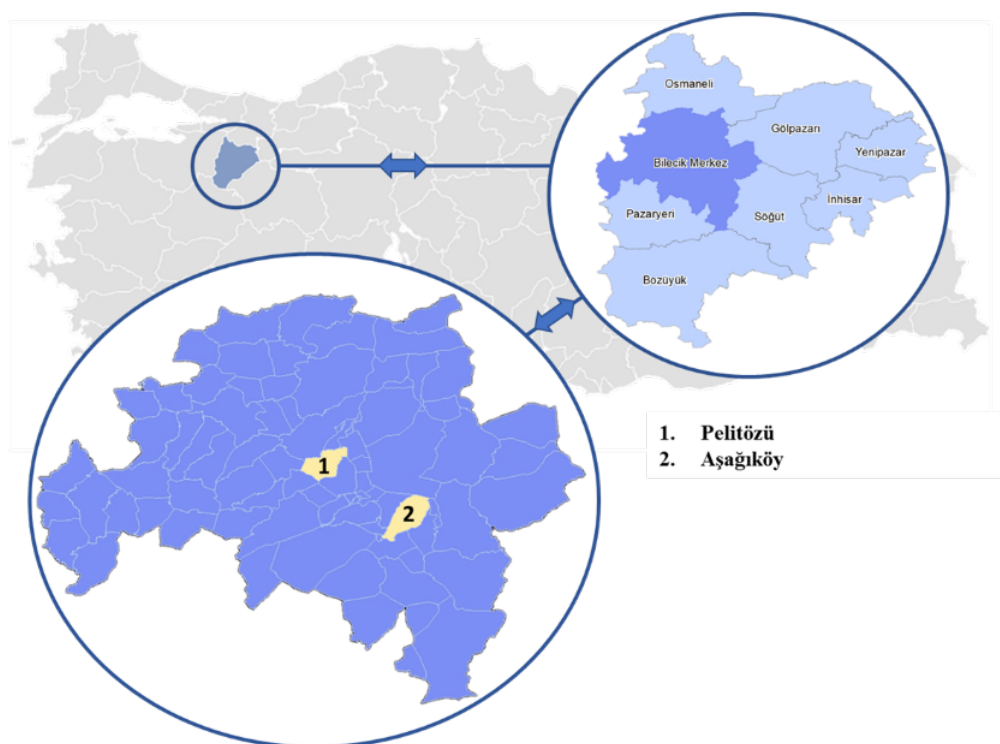 Osmaneli
Gölpazarı
Yenipazar
Bilecik Merkez
İnhisar
Pazaryeri
Söğüt
Bozüyük
1
2
1. Pelitözü
2. Aşağıköy